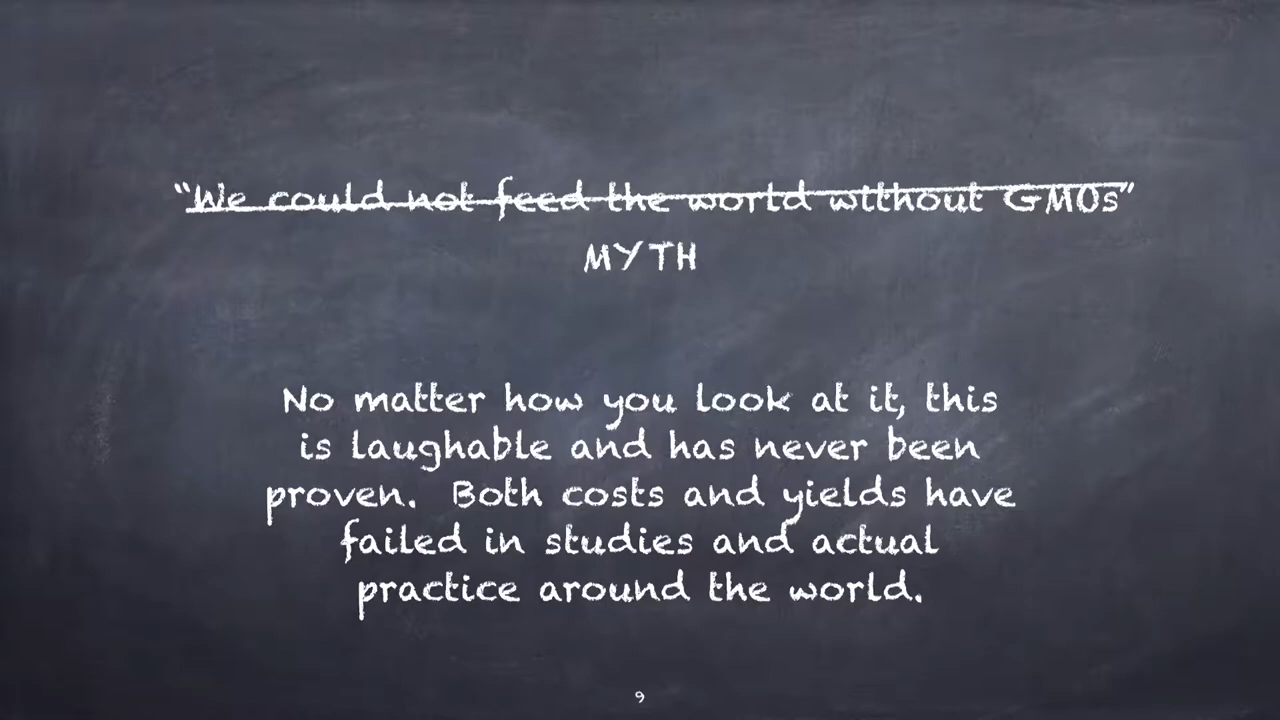 “We could not feed the world without GMOs”
MYTH
No matter how you look at it, this
is laughable and has never been
proven.  Both costs and yields have
failed in studies and actual
practice around the world.
9